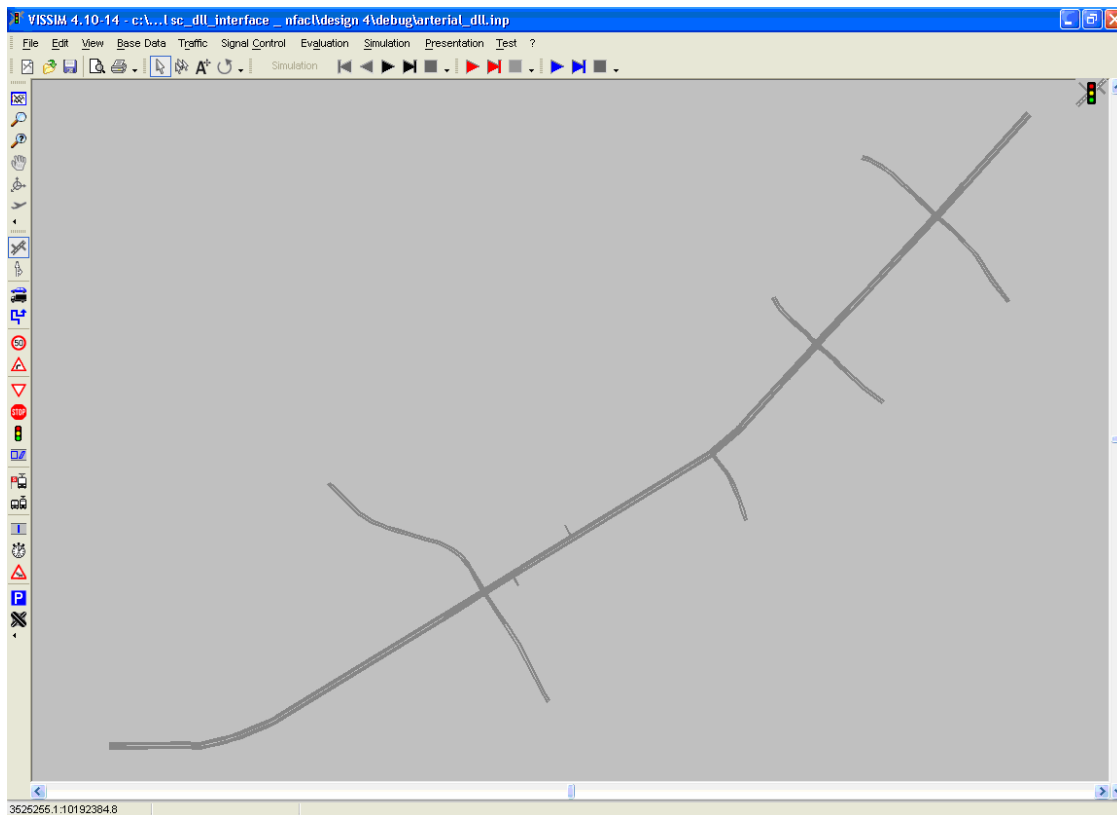 VISSIM 4.10-14 - c:\...l sc_dll_interface _ nfacl\design 4\debug\arterial_dll.inp
File Edit View Base Data Traffic Signal Control Evaluation Simulation Presentation Test ?
A+ Simulation
50
STOP
P
3525255.1:10192384.8